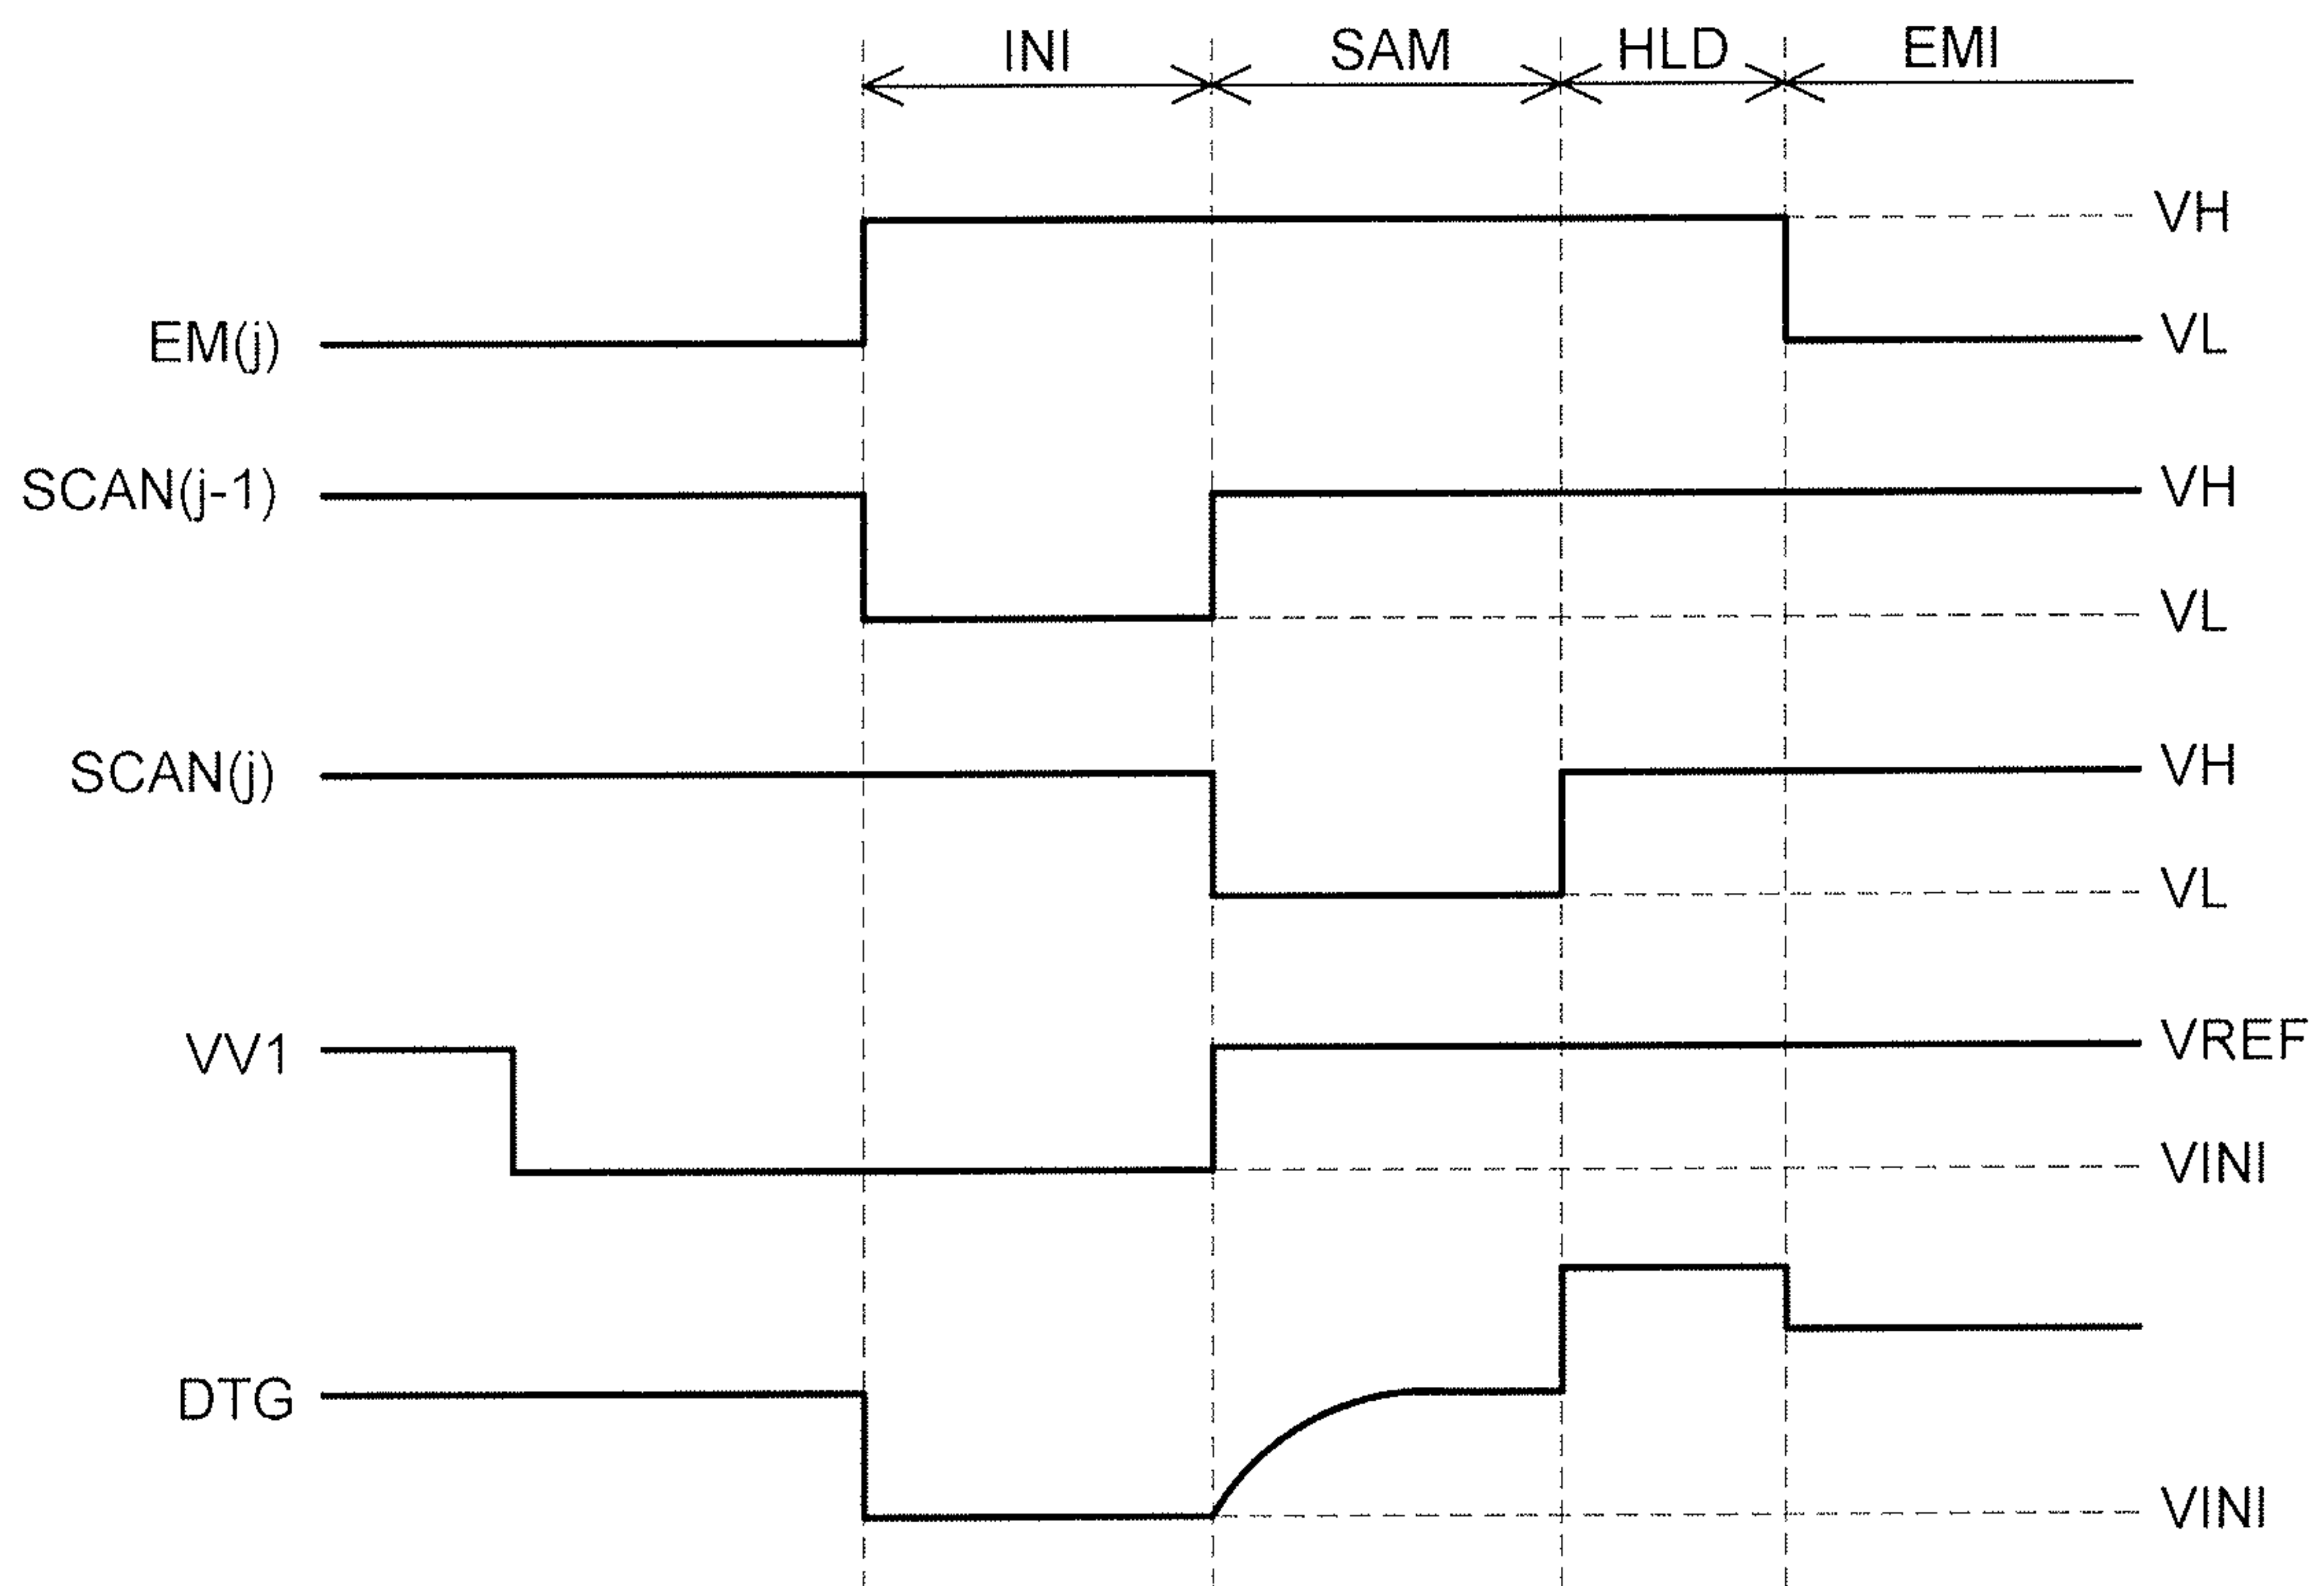 INI SAM HLD EMI
VH
EM(j) VL
SCAN(j-1) VH
VL
SCAN(j) VH
VL
VV1 VREF
VINI
DTG
VINI